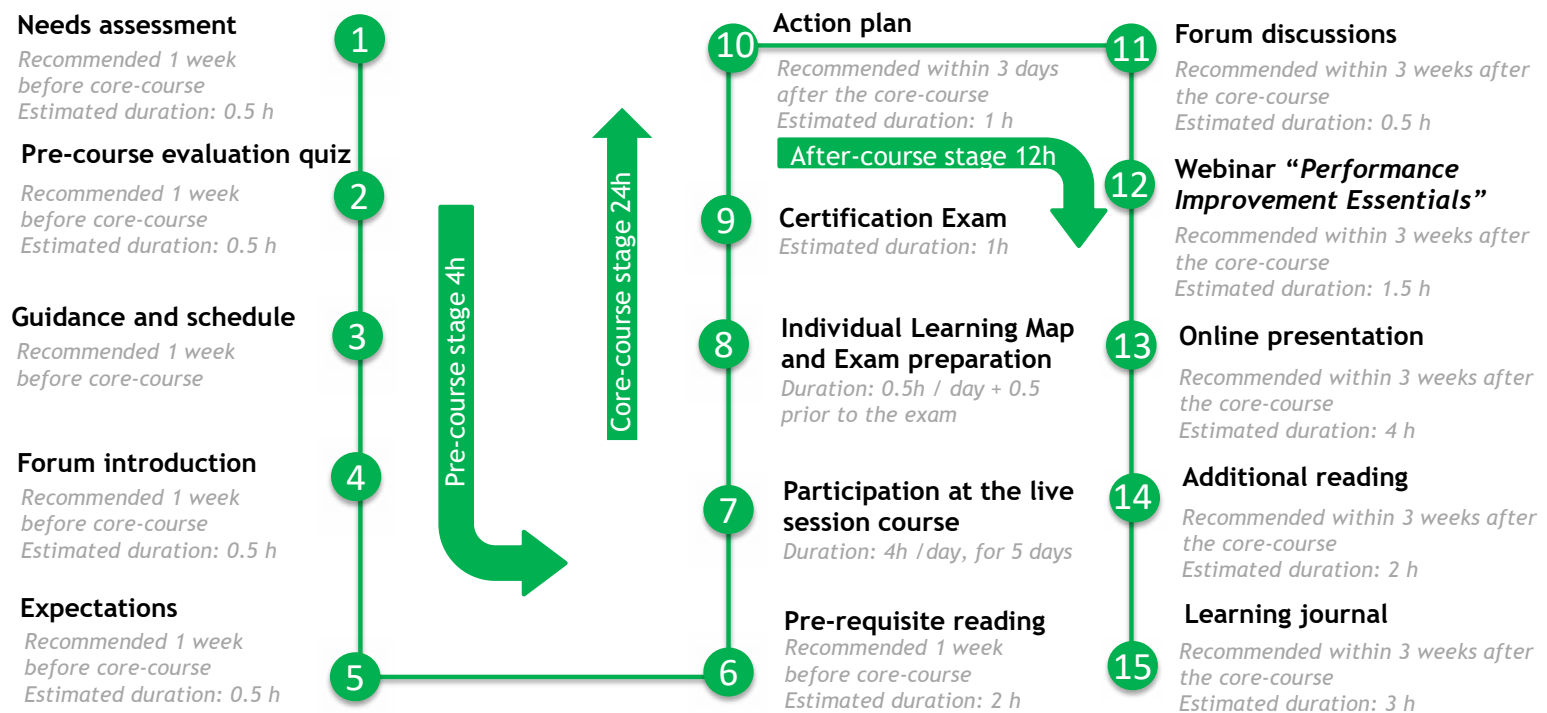 1
Needs assessment
Recommended 1 week
before core-course
Estimated duration: 0.5 h
2
Pre-course evaluation quiz
Recommended 1 week
before core-course
Estimated duration: 0.5 h
3
Guidance and schedule
Recommended 1 week
before core-course
4
Forum introduction
Recommended 1 week
before core-course
Estimated duration: 0.5 h
5
Expectations
Recommended 1 week
before core-course
Estimated duration: 0.5 h
Pre-course stage 4h
Core-course stage 24h
6
Pre-requisite reading
Recommended 1 week
before core-course
Estimated duration: 2 h
7
Participation at the live
session course
Duration: 4h /day, for 5 days
8
Individual Learning Map
and Exam preparation
Duration: 0.5h / day + 0.5
prior to the exam
9
Certification Exam
Estimated duration: 1h
10
Action plan
Recommended within 3 days
after the core-course
Estimated duration: 1 h
After-course stage 12h
11
Forum discussions
Recommended within 3 weeks after
the core-course
Estimated duration: 0.5 h
12
Webinar “Performance
Improvement Essentials”
Recommended within 3 weeks after
the core-course
Estimated duration: 1.5 h
13
Online presentation
Recommended within 3 weeks after
the core-course
Estimated duration: 4 h
14
Additional reading
Recommended within 3 weeks after
the core-course
Estimated duration: 2 h
15
Learning journal
Recommended within 3 weeks after
the core-course
Estimated duration: 3 h